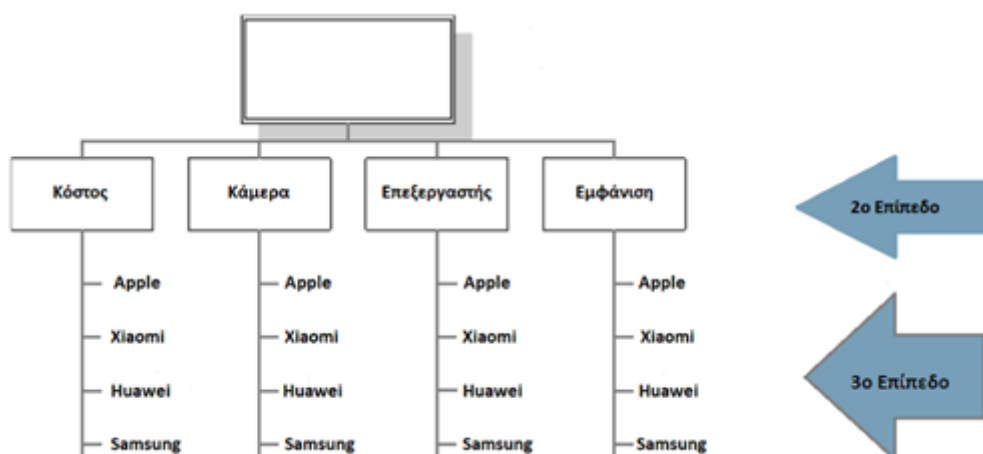 Κόστος Κάμερα Επεξεργαστής Εμφάνιση
2ο Επίπεδο
Apple Apple Apple Apple
Xiaomi Xiaomi Xiaomi Xiaomi
3ο Επίπεδο
Huawei Huawei Huawei Huawei
Samsung Samsung Samsung Samsung